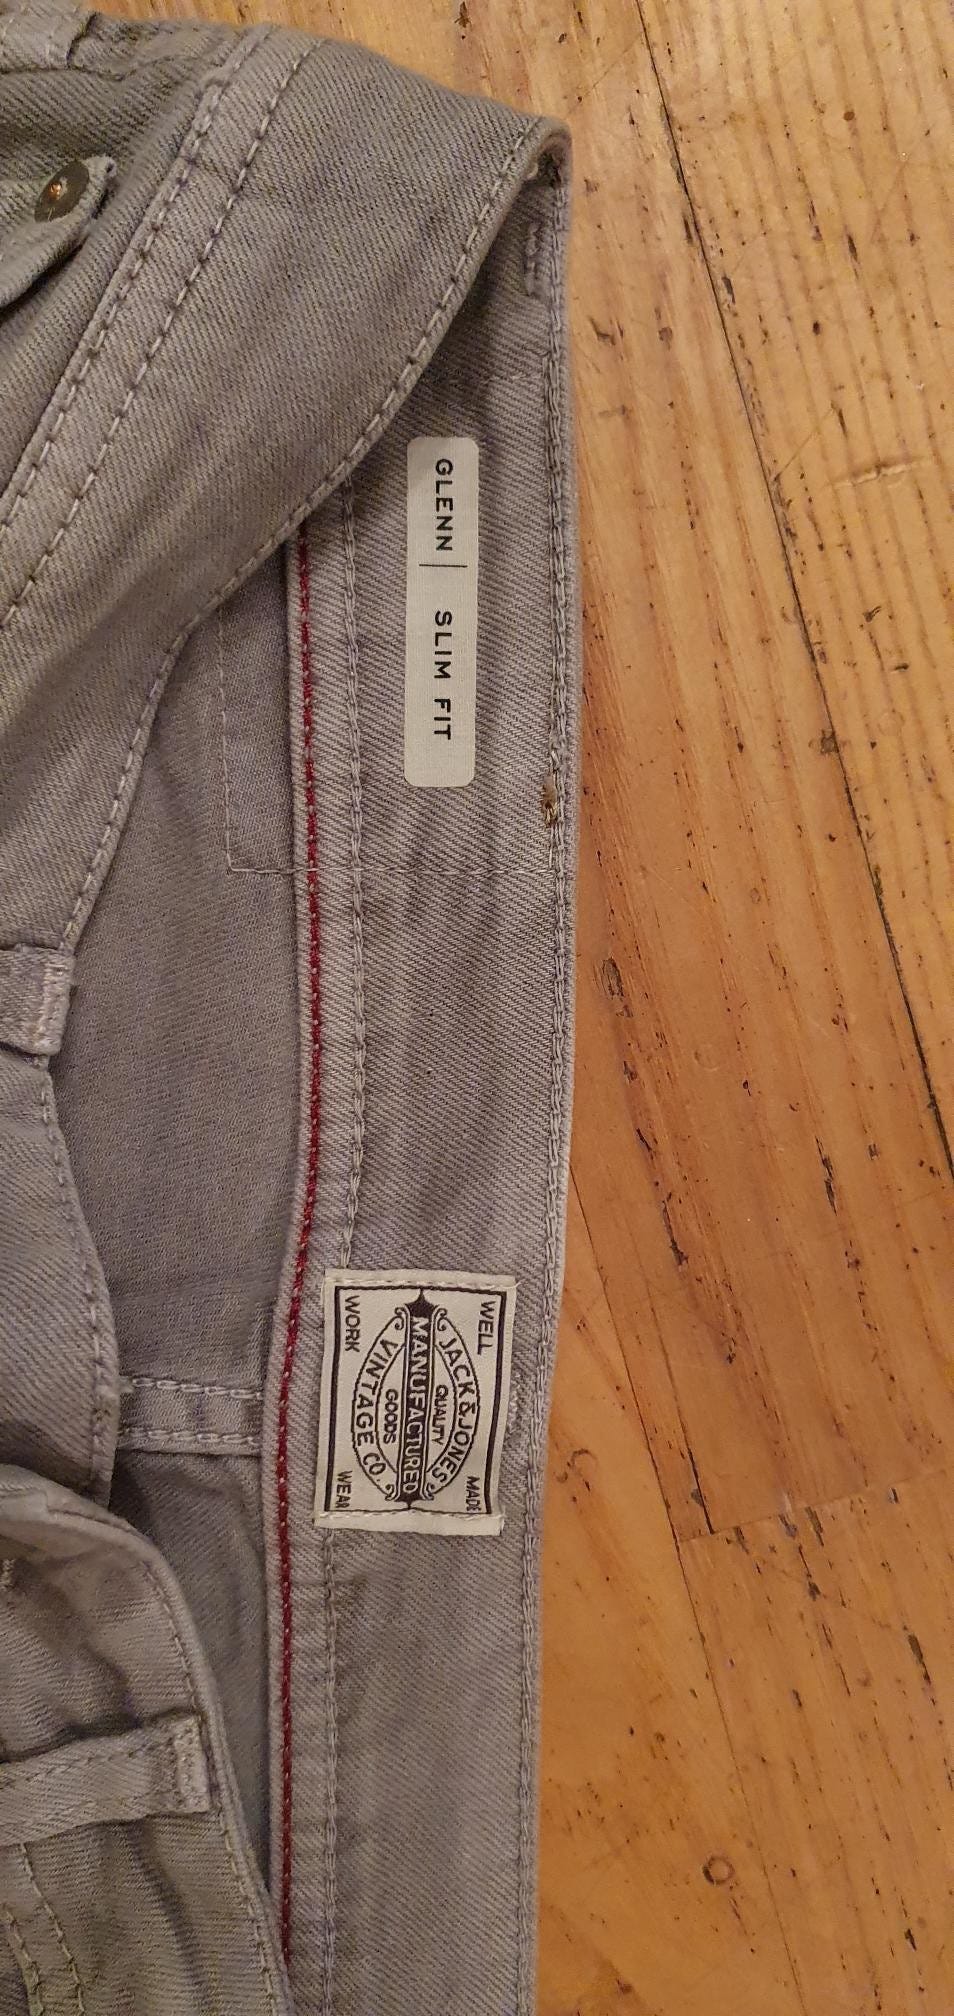 GLENN | SLIM FIT
WELL MADE
JACK & JONES
QUALITY
MANUFACTURED
GOODS
VINTAGE CO.
WORK WEAR